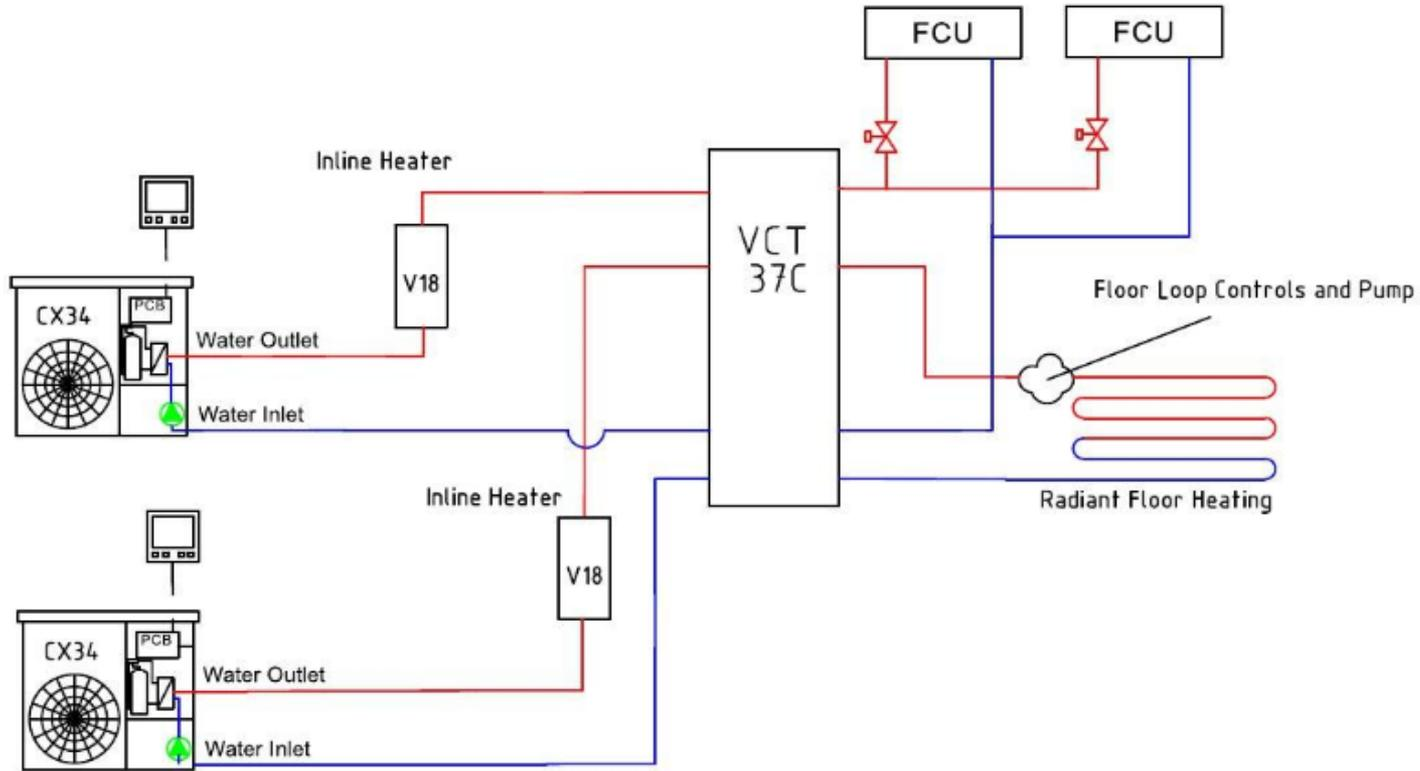 FCU
FCU
Inline Heater
VCT
37C
V18
Floor Loop Controls and Pump
PCB
CX34
Water Outlet
Water Inlet
Inline Heater
Radiant Floor Heating
V18
PCB
CX34
Water Outlet
Water Inlet